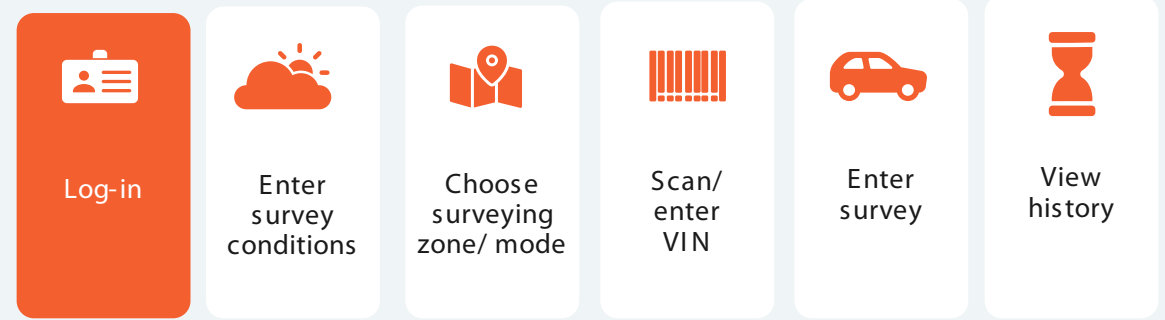 Log-in
Enter
survey
conditions
Choose
surveying
zone/ mode
Scan/
enter
VIN
Enter
survey
View
history